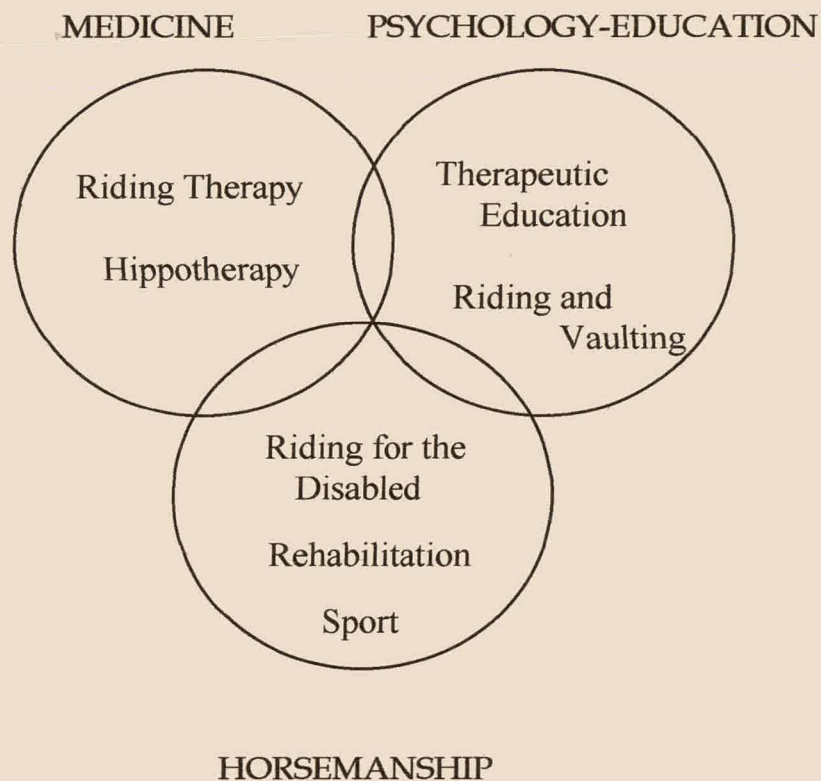 MEDICINE
PSYCHOLOGY-EDUCATION
Riding Therapy
Hippotherapy
Therapeutic
Education
Riding and
Vaulting
Riding for the
Disabled
Rehabilitation
Sport
HORSEMANSHIP